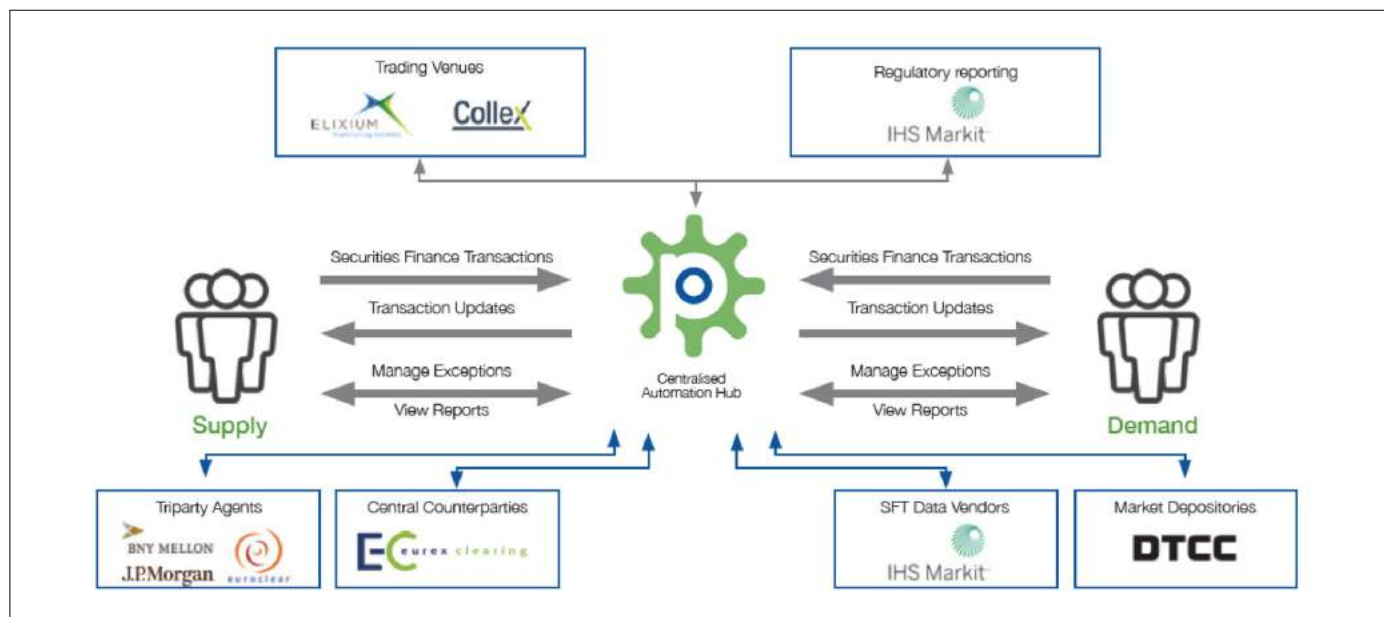 Trading Venues
ELIXIUM
Collex
Regulatory reporting
IHS Markit
Securities Finance Transactions
Transaction Updates
Manage Exceptions
View Reports
Supply
p
Centralised
Automation Hub
Securities Finance Transactions
Transaction Updates
Manage Exceptions
View Reports
Demand
Triparty Agents
BNY MELLON
J.P.Morgan
euroclear
Central Counterparties
EC eurex clearing
SFT Data Vendors
IHS Markit
Market Depositories
DTCC